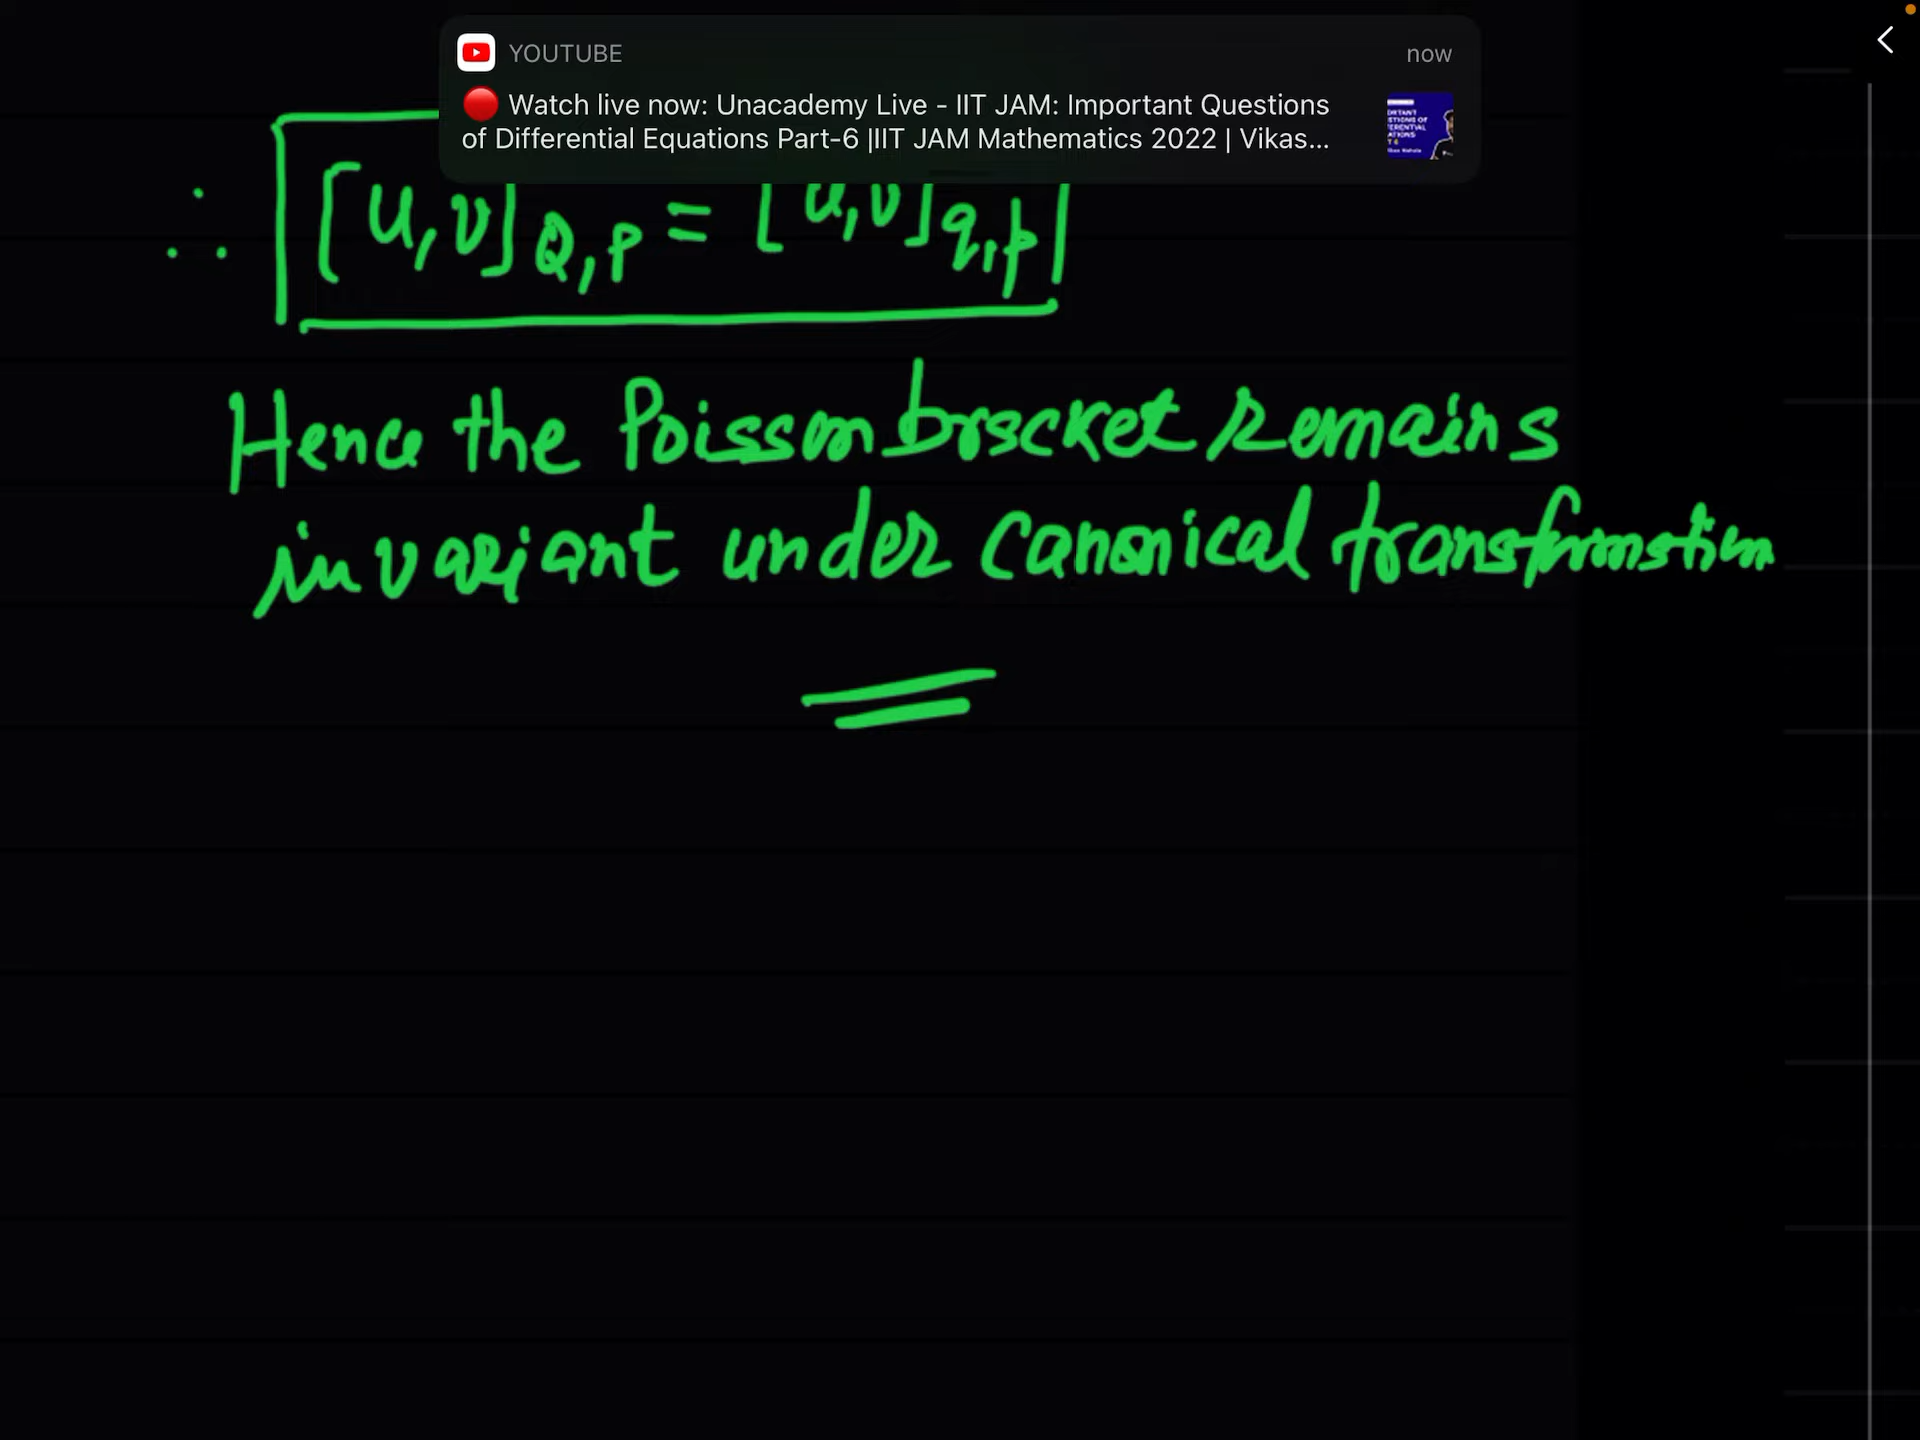 YOUTUBE now
🔴 Watch live now: Unacademy Live - IIT JAM: Important Questions
of Differential Equations Part-6 |IIT JAM Mathematics 2022 | Vikas...
∴ [u,v]Q,P = [u,v]q,p
Hence the Poisson bracket remains
invariant under canonical transformation